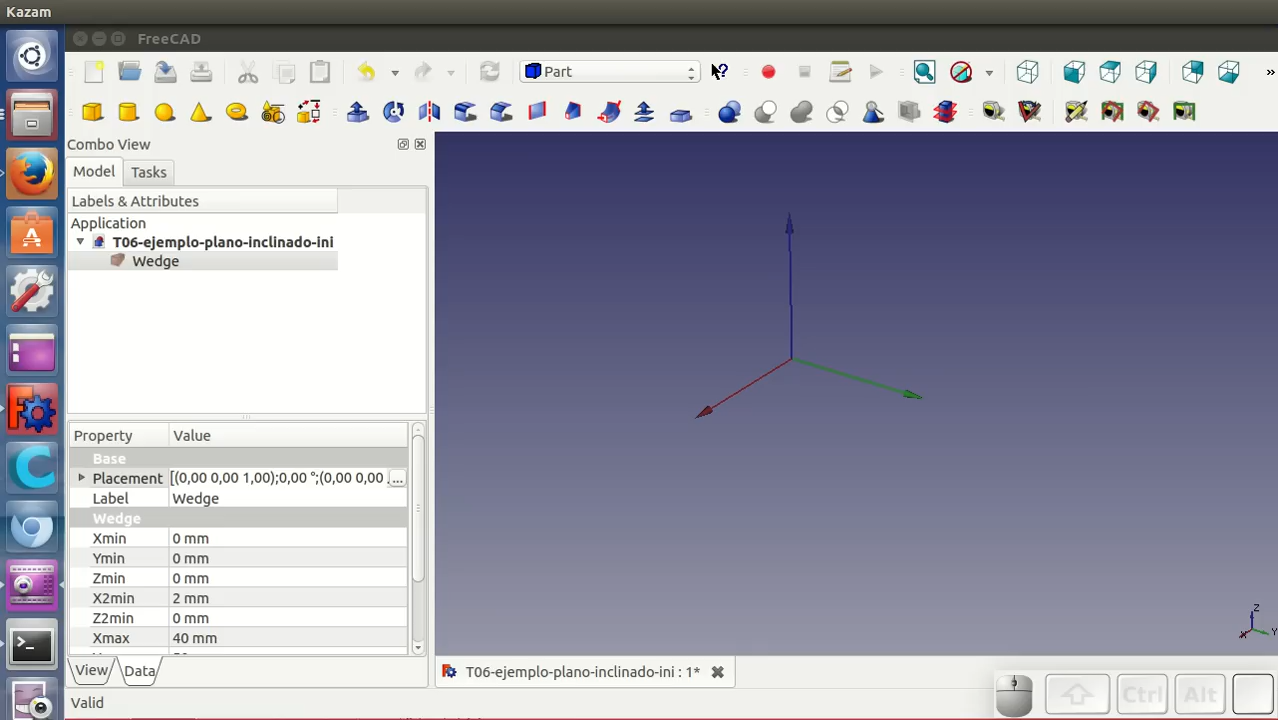 Kazam
FreeCAD
Part
»
Combo View
Model
Tasks
Labels & Attributes
Application
T06-ejemplo-plano-inclinado-ini
Wedge
Property
Value
Base
Placement
[(0,00 0,00 1,00);0,00 °;(0,00 0,00
...
Label
Wedge
Wedge
Xmin
0 mm
Ymin
0 mm
Zmin
0 mm
X2min
2 mm
Z2min
0 mm
Xmax
40 mm
View
Data
T06-ejemplo-plano-inclinado-ini : 1*
Valid
Z
Y
X
Ctrl
Alt